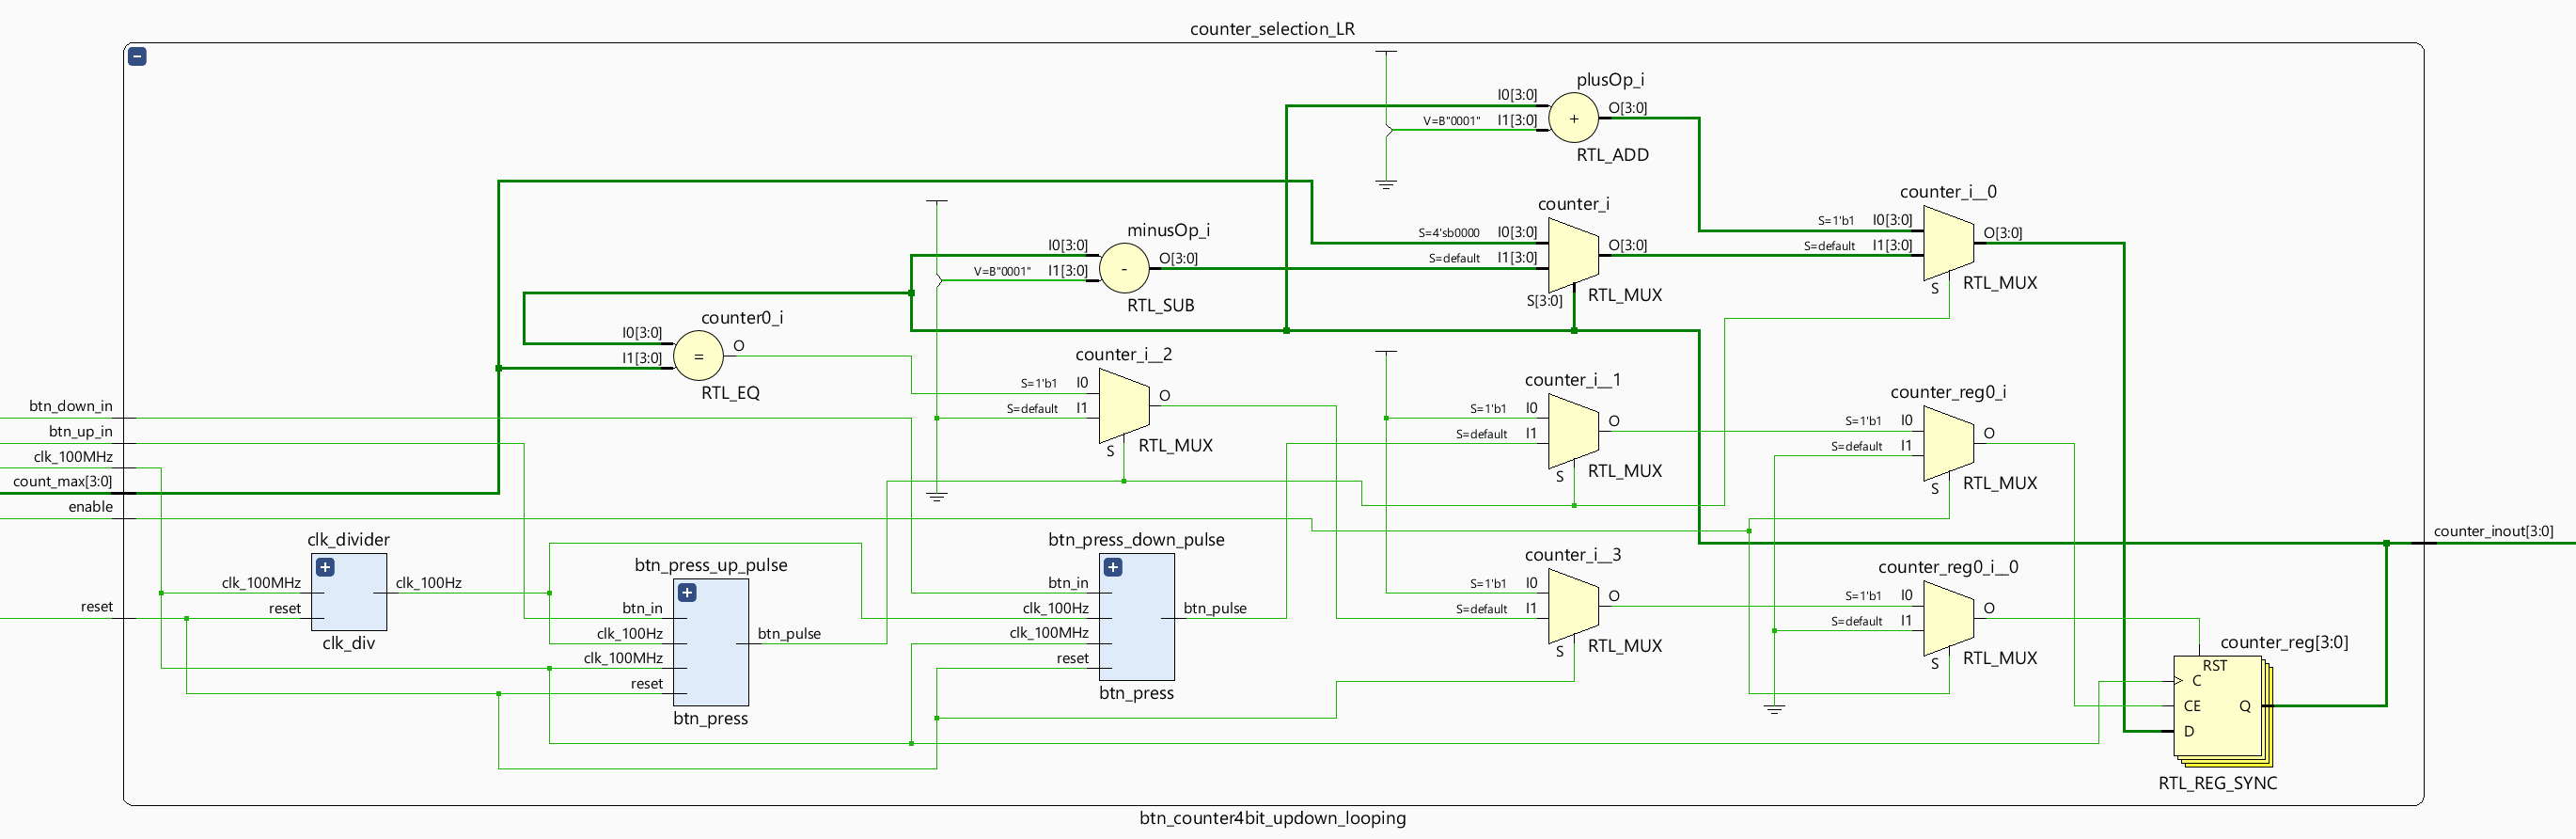 counter_selection_LR
plusOp_i
I0[3:0]
O[3:0]
V=B"0001"
I1[3:0]
+
RTL_ADD
counter_i
counter_i__0
S=1'b1
I0[3:0]
O[3:0]
S=default
I1[3:0]
S
RTL_MUX
minusOp_i
I0[3:0]
O[3:0]
V=B"0001"
I1[3:0]
-
RTL_SUB
S=4'sb0000
I0[3:0]
O[3:0]
S=default
I1[3:0]
S[3:0]
RTL_MUX
counter0_i
I0[3:0]
O
I1[3:0]
=
RTL_EQ
counter_i__2
S=1'b1
I0
O
S=default
I1
S
RTL_MUX
counter_i__1
S=1'b1
I0
O
S=default
I1
S
RTL_MUX
counter_reg0_i
S=1'b1
I0
O
S=default
I1
S
RTL_MUX
btn_down_in
btn_up_in
clk_100MHz
count_max[3:0]
enable
reset
clk_divider
clk_100MHz
clk_100Hz
reset
clk_div
btn_press_up_pulse
btn_in
clk_100Hz
btn_pulse
clk_100MHz
reset
btn_press
btn_press_down_pulse
btn_in
clk_100Hz
btn_pulse
clk_100MHz
reset
btn_press
counter_i__3
S=1'b1
I0
O
S=default
I1
S
RTL_MUX
counter_reg0_i__0
S=1'b1
I0
O
S=default
I1
S
RTL_MUX
counter_inout[3:0]
counter_reg[3:0]
RST
C
CE
Q
D
RTL_REG_SYNC
btn_counter4bit_updown_looping